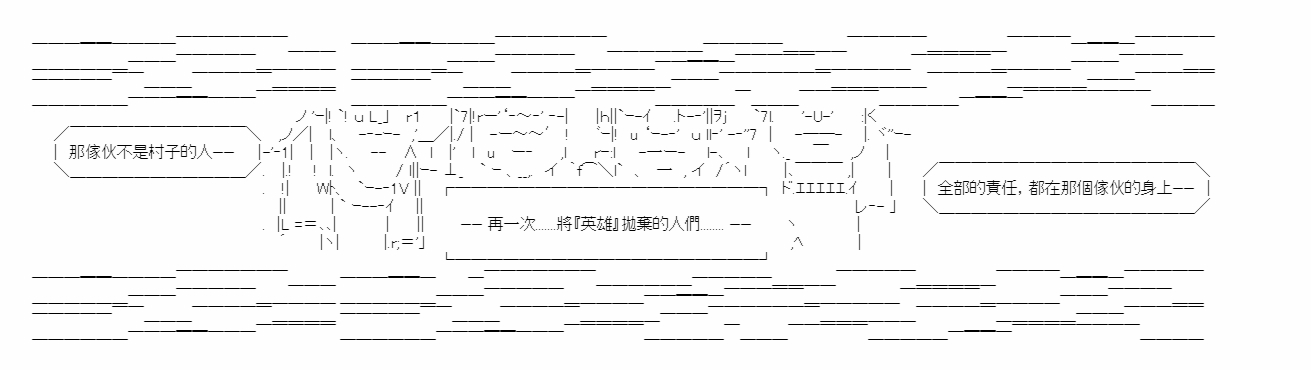 那傢伙不是村子的人——
全部的責任，都在那個傢伙的身上——
—— 再一次.......將『英雄』拋棄的人們........ ——